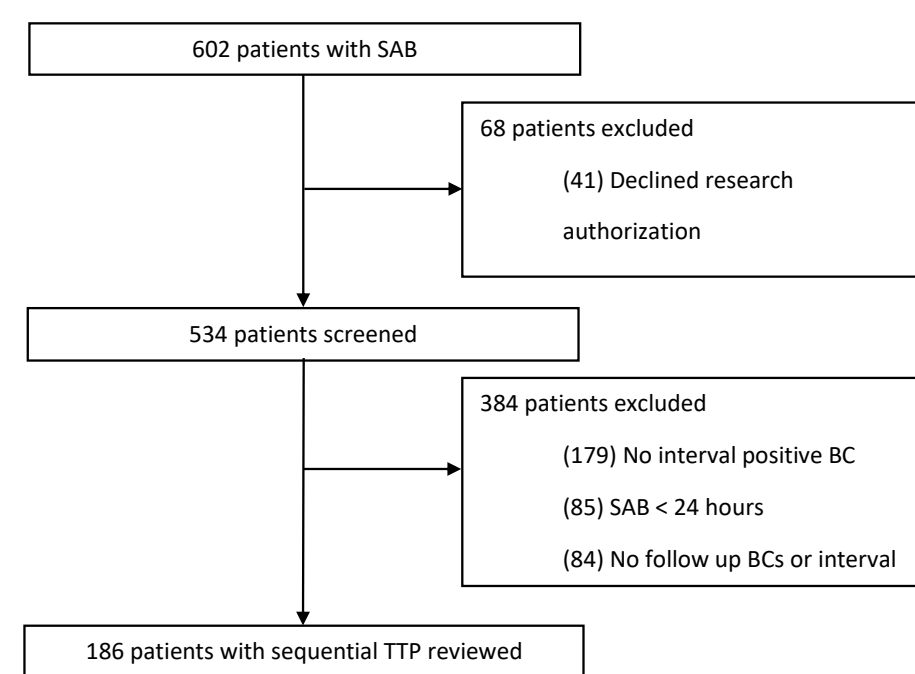 602 patients with SAB
68 patients excluded
(41) Declined research
authorization
534 patients screened
384 patients excluded
(179) No interval positive BC
(85) SAB < 24 hours
(84) No follow up BCs or interval
186 patients with sequential TTP reviewed